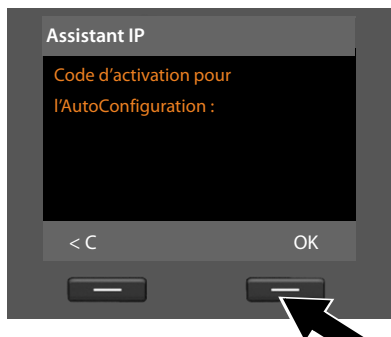 Assistant IP
Code d’activation pour
l’AutoConfiguration :
< C OK